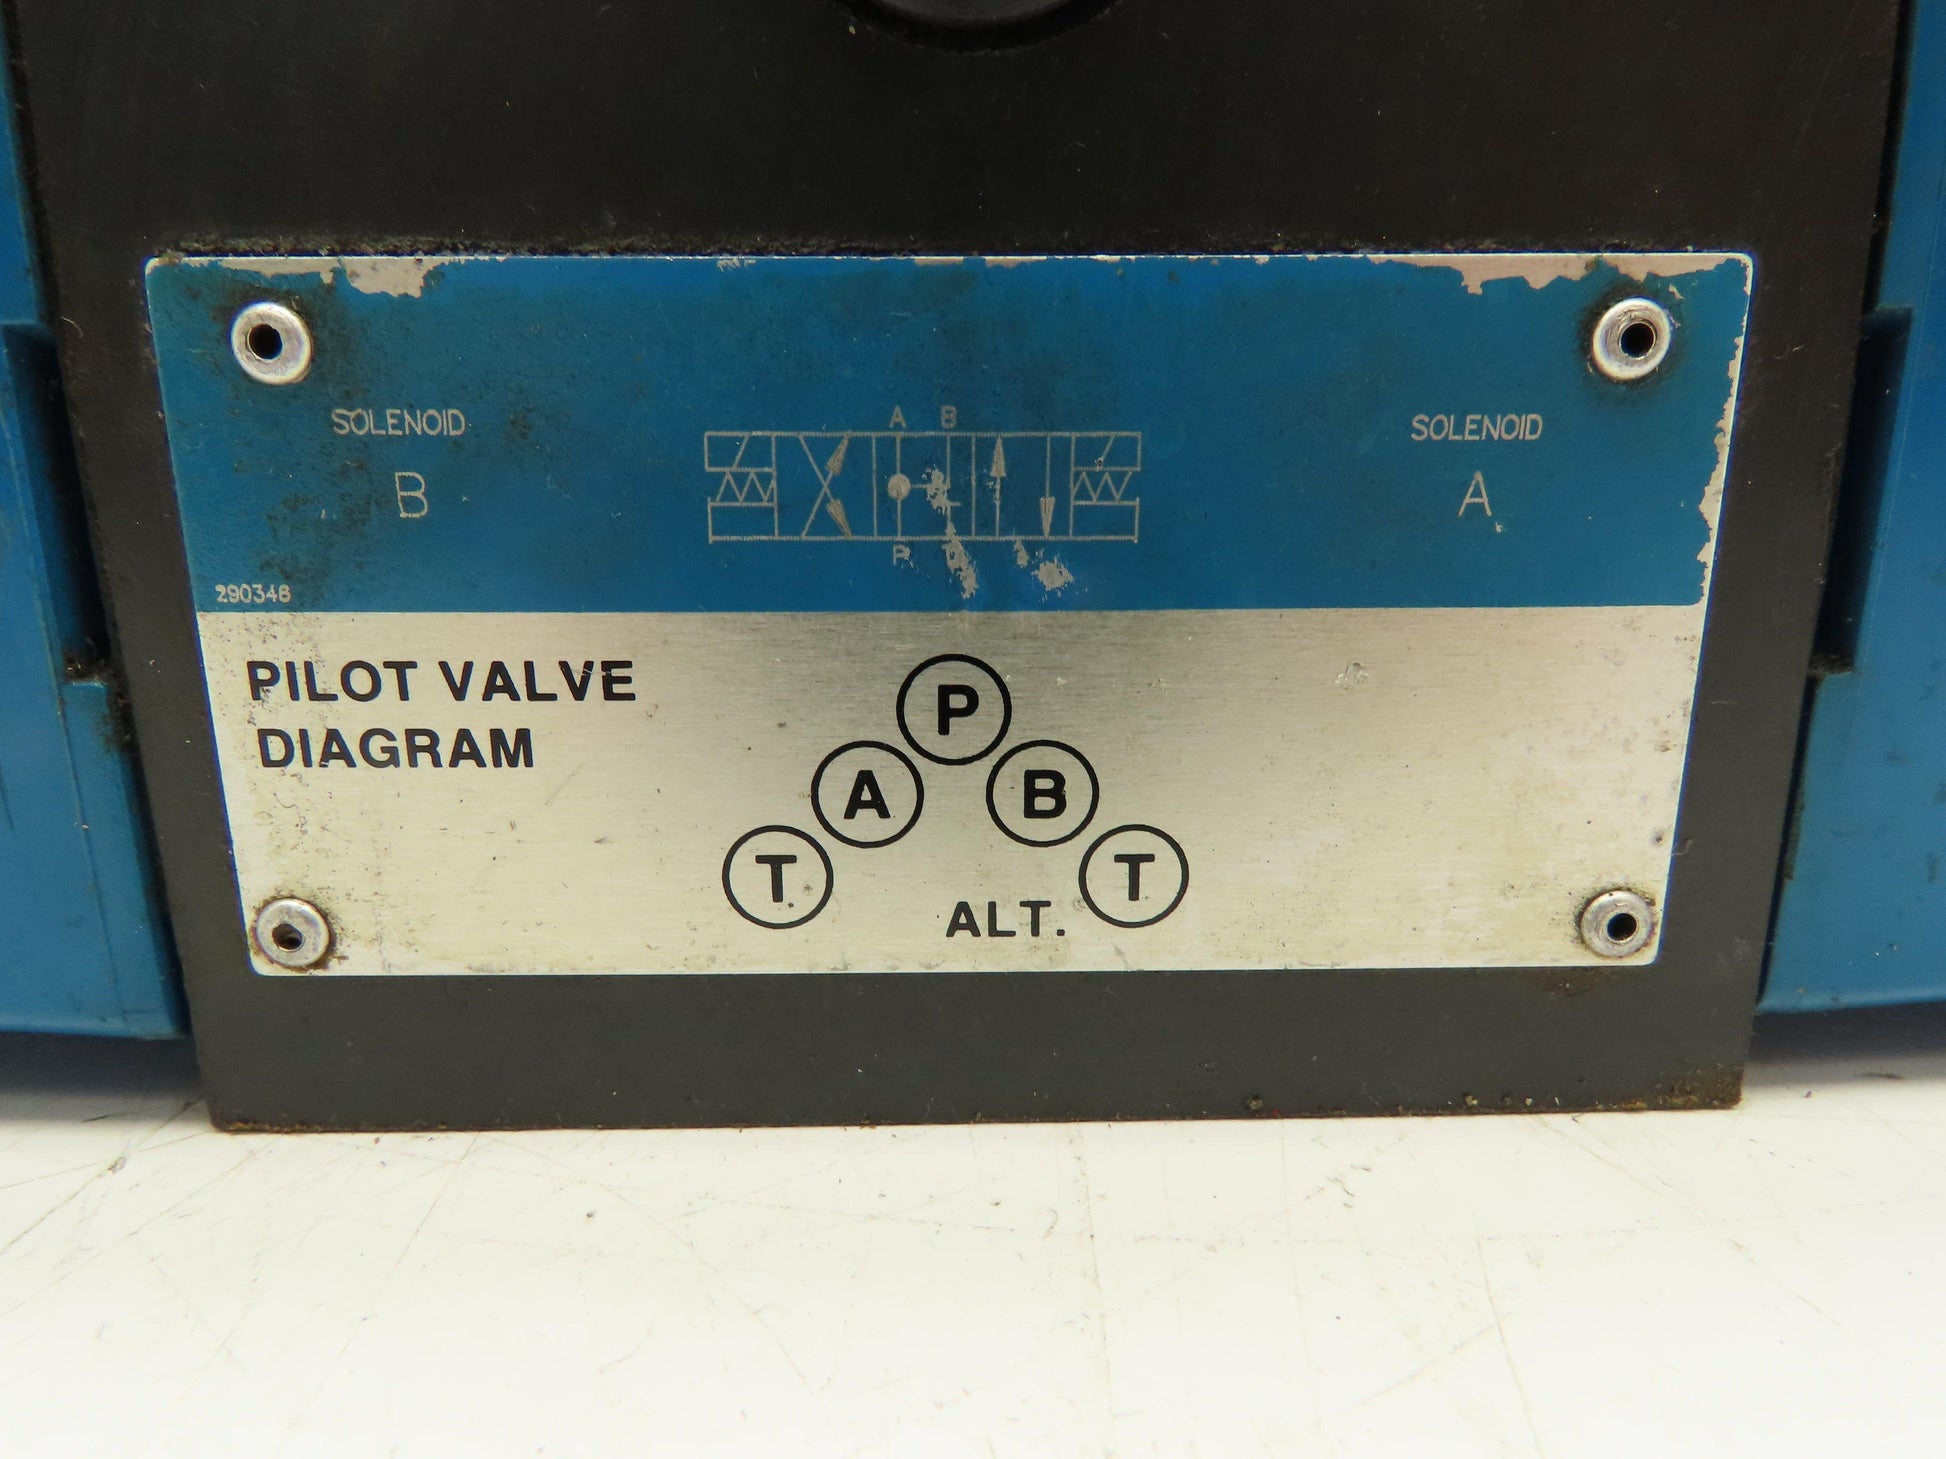 SOLENOID
B
A B
P
SOLENOID
A
290348
PILOT VALVE
DIAGRAM
P
A B
T T
ALT.